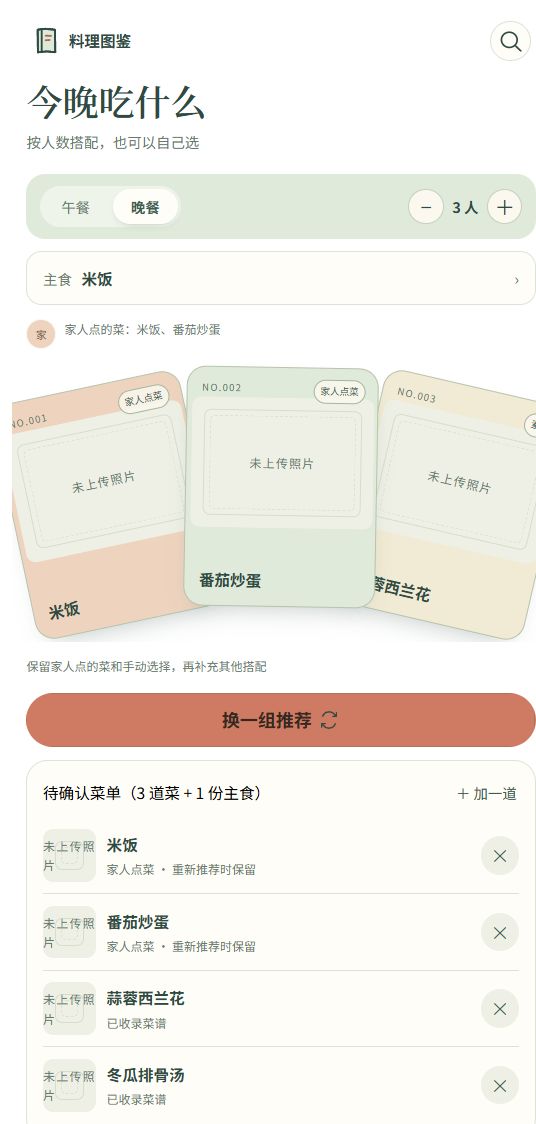 料理图鉴
今晚吃什么
按人数搭配，也可以自己选
午餐 晚餐 − 3 人 +
主食 米饭 ›
家 家人点的菜：米饭、番茄炒蛋
NO.001 家人点菜
未上传照片
米饭
NO.002 家人点菜
未上传照片
番茄炒蛋
NO.003
未上传照片
蓉西兰花
保留家人点的菜和手动选择，再补充其他搭配
换一组推荐
待确认菜单（3 道菜 + 1 份主食） + 加一道
未上传照
片
米饭
家人点菜 · 重新推荐时保留
未上传照
片
番茄炒蛋
家人点菜 · 重新推荐时保留
未上传照
片
蒜蓉西兰花
已收录菜谱
未上传照
片
冬瓜排骨汤
已收录菜谱